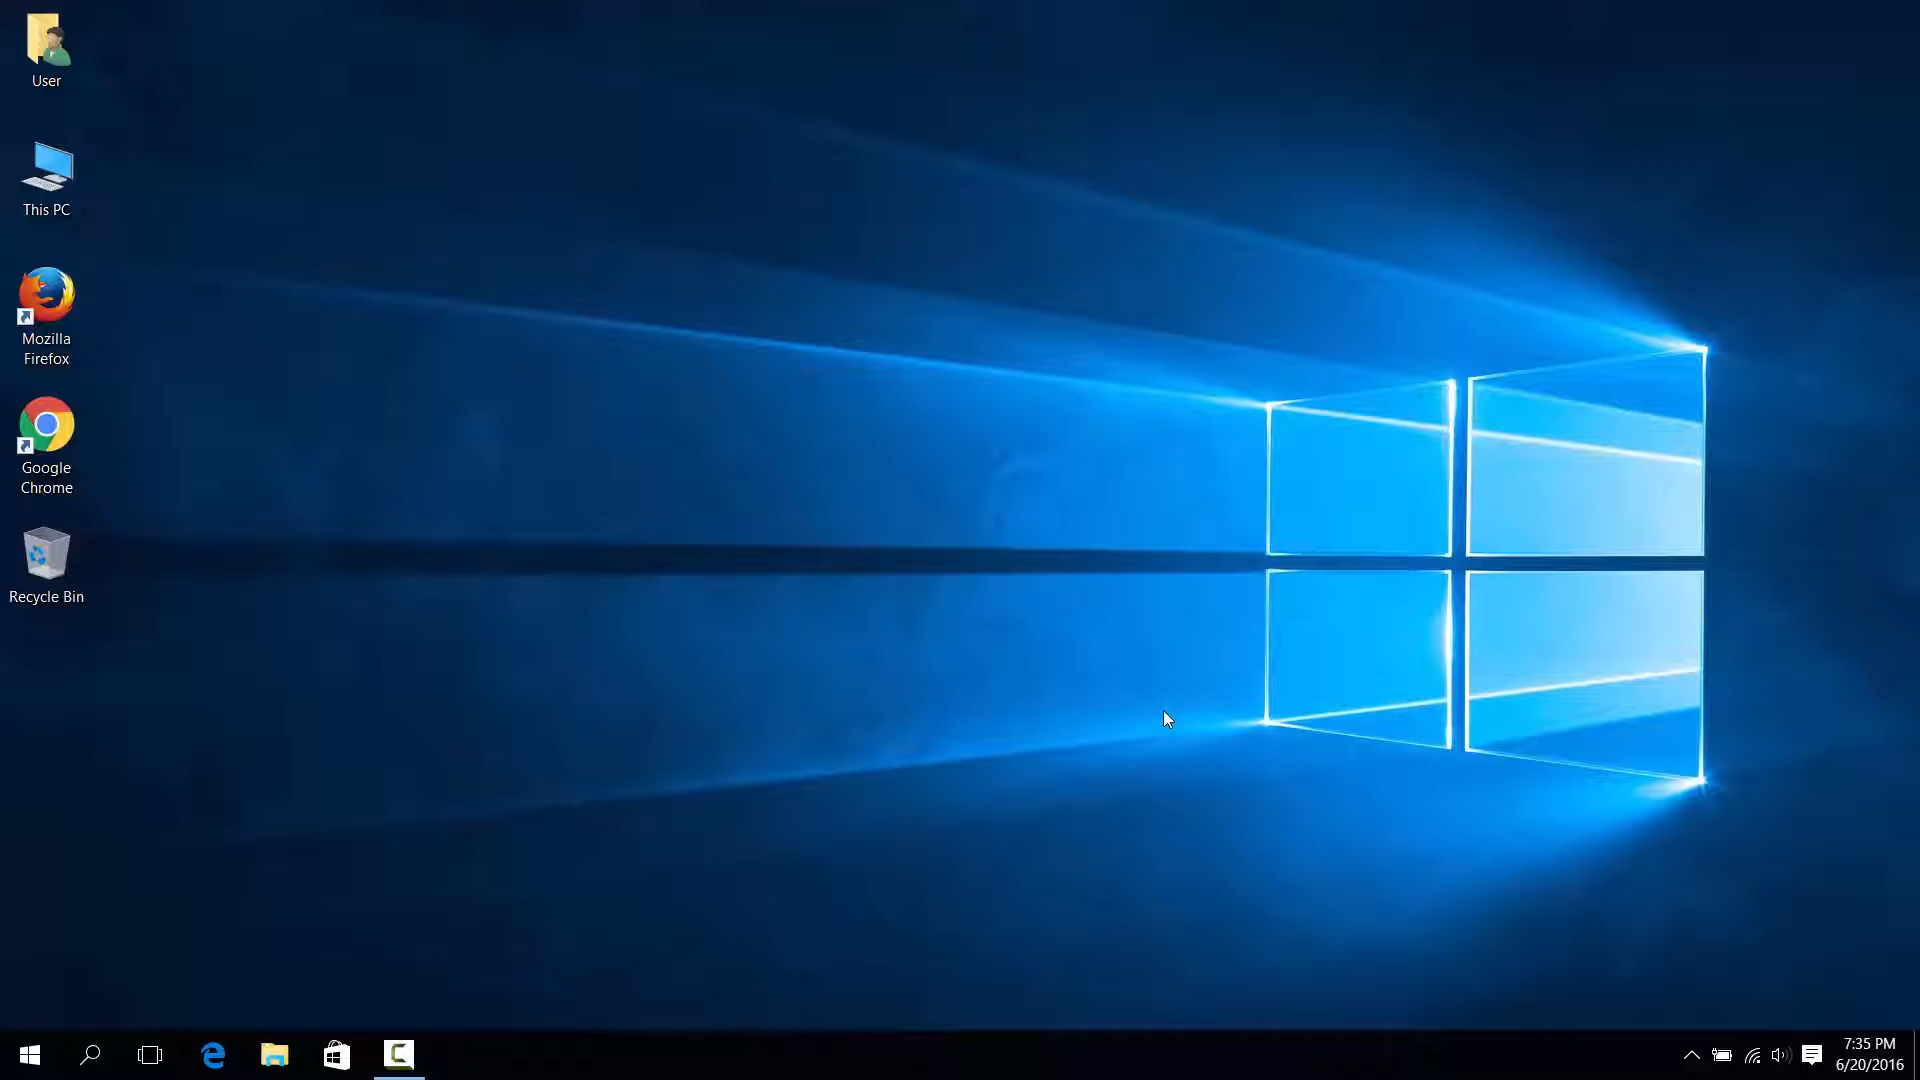 User
This PC
Mozilla
Firefox
Google
Chrome
Recycle Bin
7:35 PM
6/20/2016